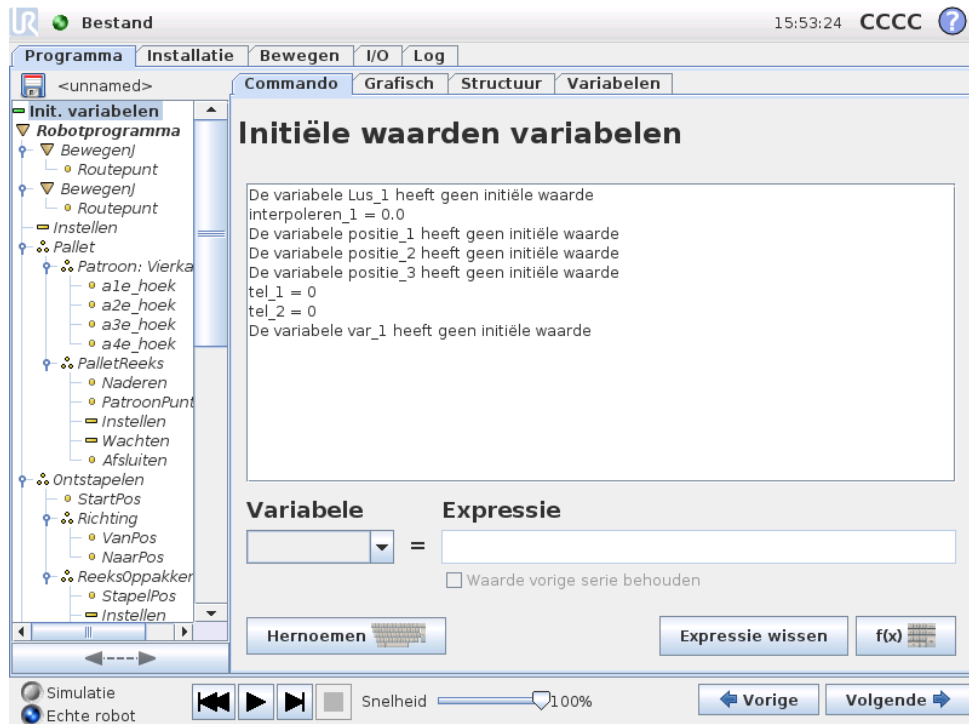 UR Bestand 15:53:24 CCCC ?
Programma Installatie Bewegen I/O Log
<unnamed>
Commando Grafisch Structuur Variabelen
Init. variabelen
Robotprogramma
BewegenJ
Routepunt
BewegenJ
Routepunt
Instellen
Pallet
Patroon: Vierka
a1e_hoek
a2e_hoek
a3e_hoek
a4e_hoek
PalletReeks
Naderen
PatroonPunt
Instellen
Wachten
Afsluiten
Ontstapelen
StartPos
Richting
VanPos
NaarPos
ReeksOppakker
StapelPos
Instellen
Initiële waarden variabelen
De variabele Lus_1 heeft geen initiële waarde
interpoleren_1 = 0.0
De variabele positie_1 heeft geen initiële waarde
De variabele positie_2 heeft geen initiële waarde
De variabele positie_3 heeft geen initiële waarde
tel_1 = 0
tel_2 = 0
De variabele var_1 heeft geen initiële waarde
Variabele Expressie
=
Waarde vorige serie behouden
Hernoemen Expressie wissen f(x)
Simulatie
Echte robot
Snelheid 100%
Vorige Volgende